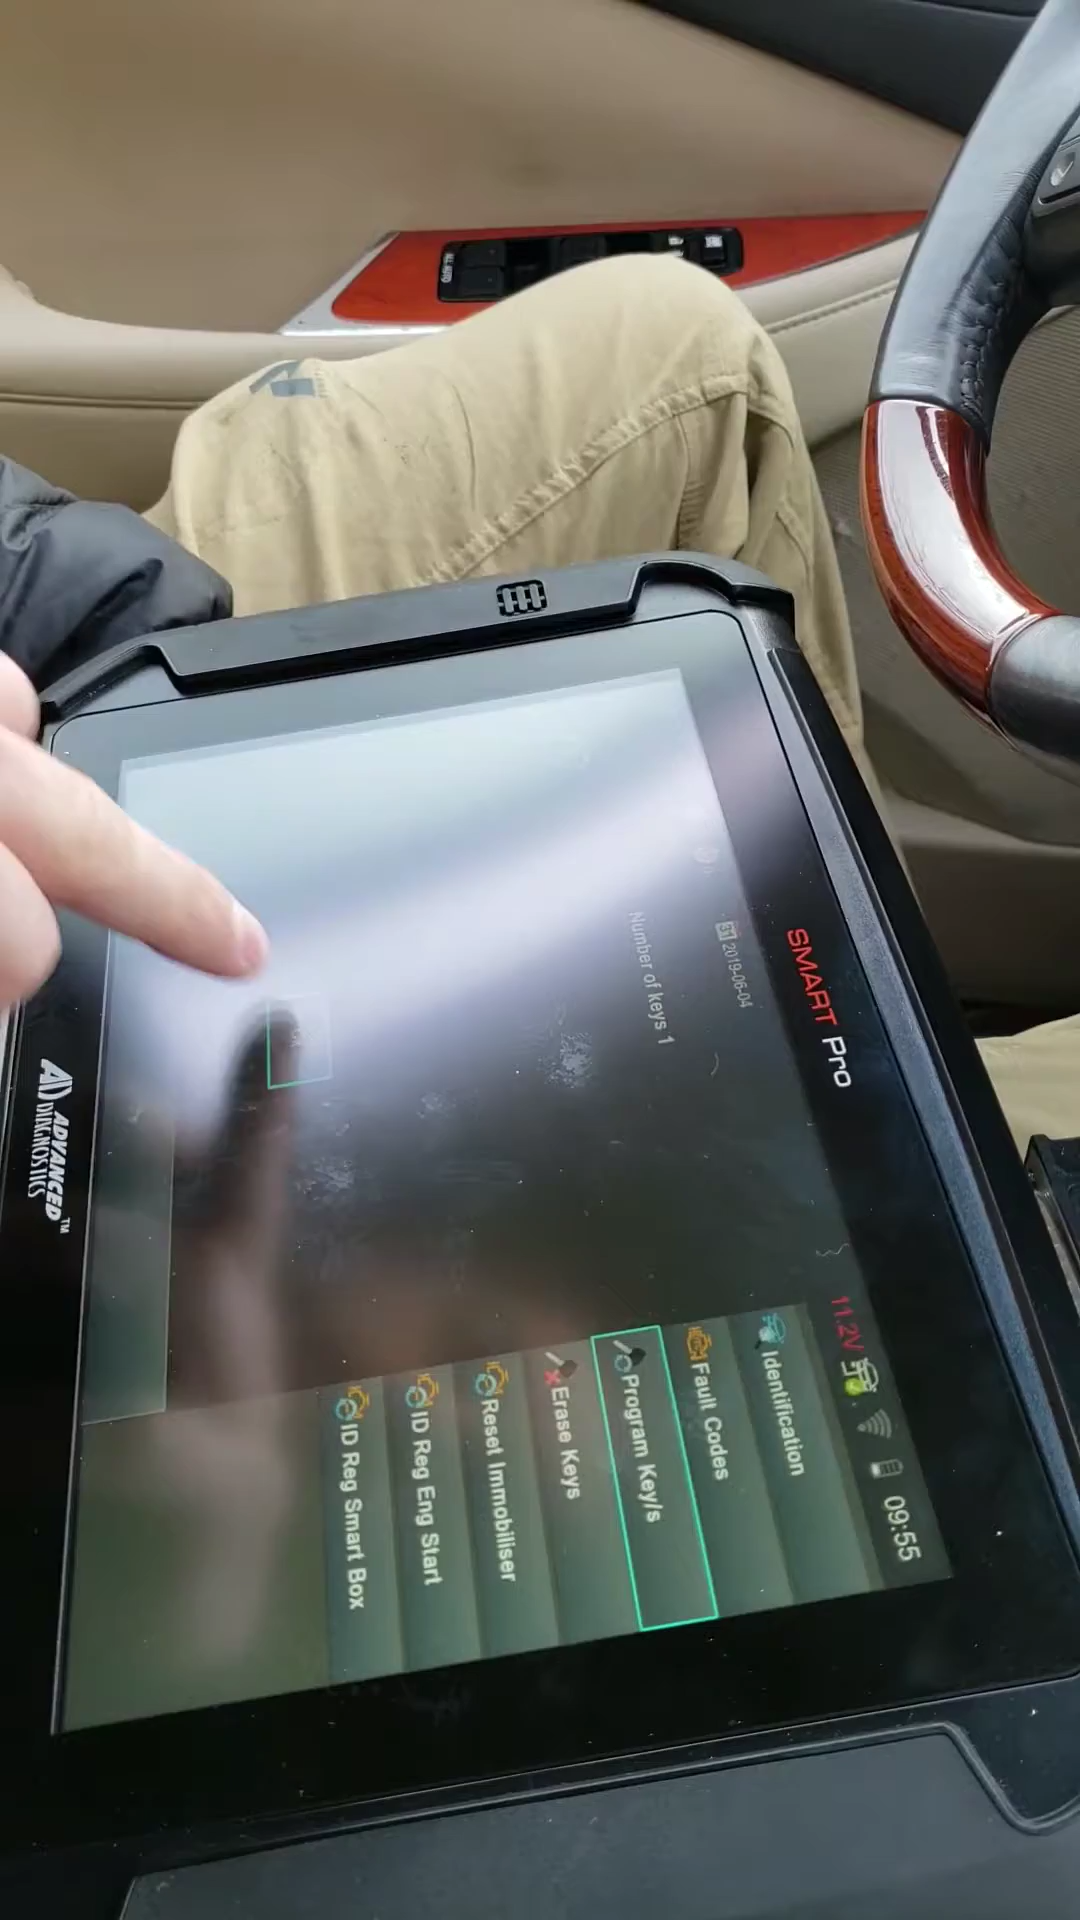 SMART Pro
2019-06-04
11.2V
09:55
Number of keys 1
Identification
Fault Codes
Program Key/s
Erase Keys
Reset Immobiliser
ID Reg Eng Start
ID Reg Smart Box
ADVANCED™
DIAGNOSTICS